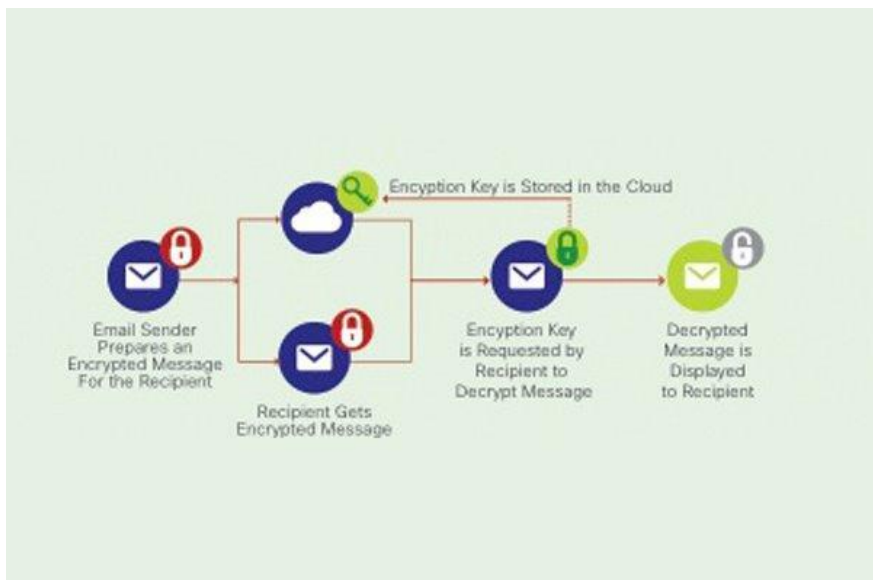 Encyption Key is Stored in the Cloud
Email Sender
Prepares an
Encrypted Message
For the Recipient
Recipient Gets
Encrypted Message
Encyption Key
is Requested by
Recipient to
Decrypt Message
Decrypted
Message is
Displayed
to Recipient